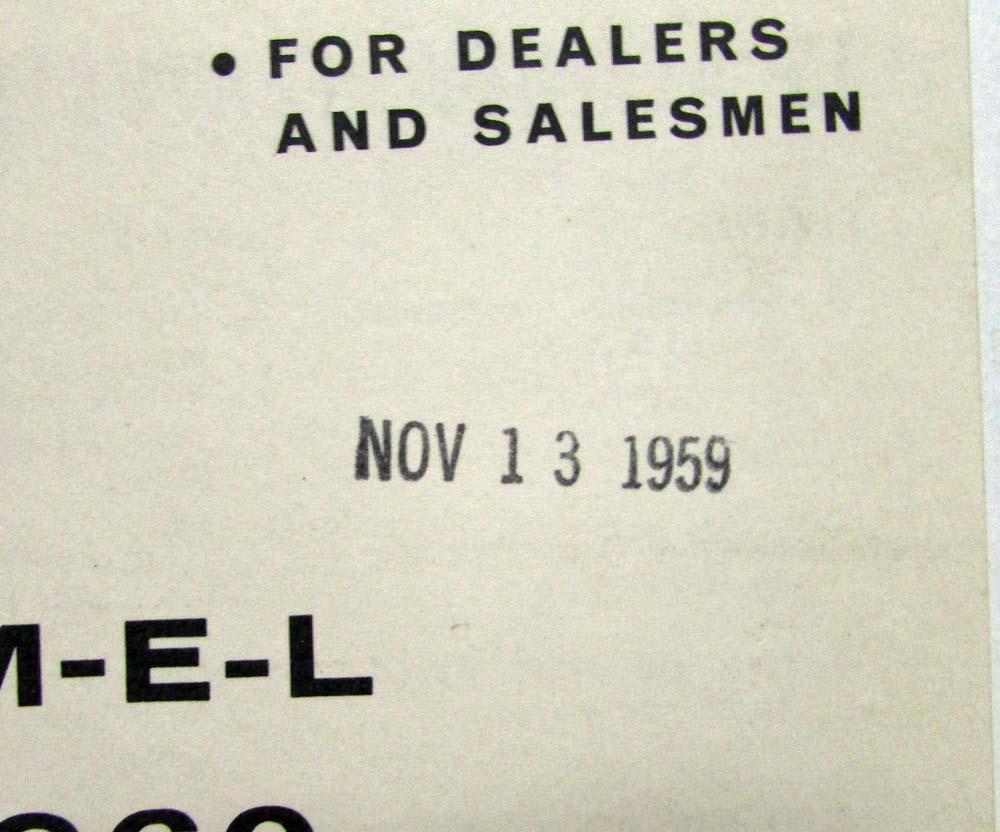 • FOR DEALERS
AND SALESMEN
NOV 13 1959
M-E-L